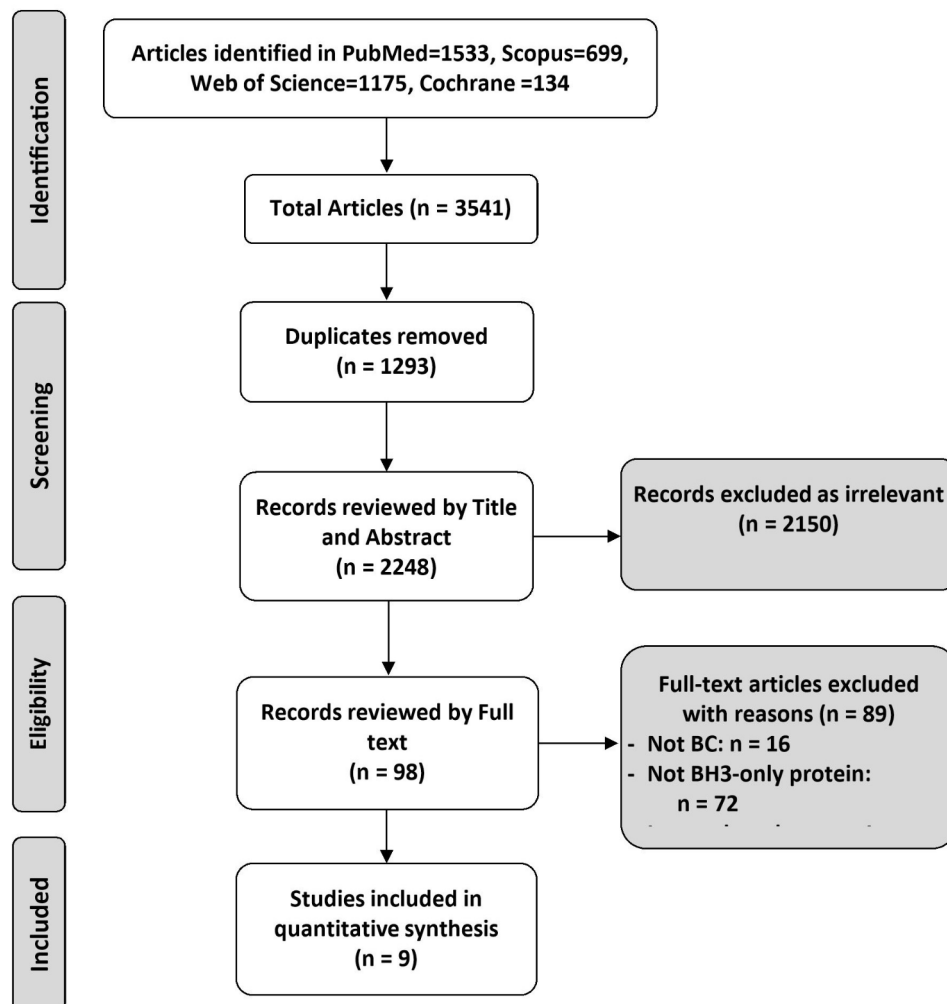 Identification
Articles identified in PubMed=1533, Scopus=699,
Web of Science=1175, Cochrane =134
Total Articles (n = 3541)
Screening
Duplicates removed
(n = 1293)
Records reviewed by Title
and Abstract
(n = 2248)
Records excluded as irrelevant
(n = 2150)
Eligibility
Records reviewed by Full
text
(n = 98)
Full-text articles excluded
with reasons (n = 89)
- Not BC: n = 16
- Not BH3-only protein:
n = 72
Included
Studies included in
quantitative synthesis
(n = 9)